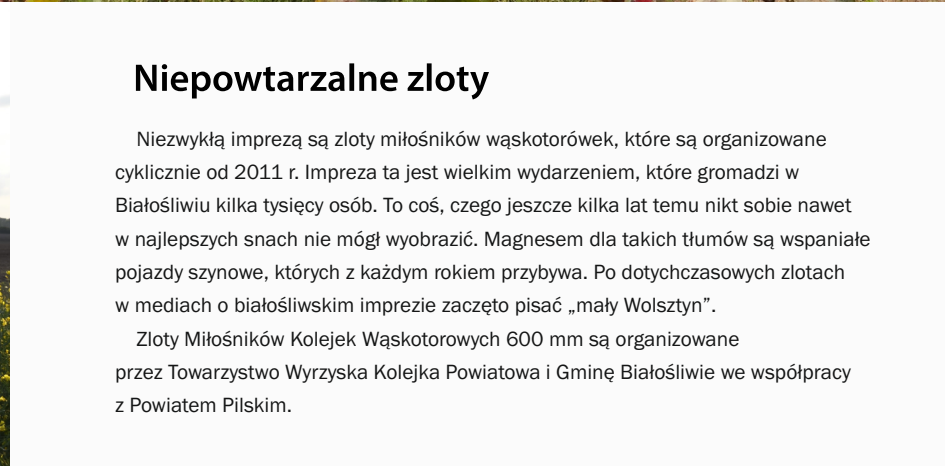 Niepowtarzalne zloty
Niezwykłą imprezą są zloty miłośników wąskotorówek, które są organizowane
cyklicznie od 2011 r. Impreza ta jest wielkim wydarzeniem, które gromadzi w
Białośliwiu kilka tysięcy osób. To coś, czego jeszcze kilka lat temu nikt sobie nawet
w najlepszych snach nie mógł wyobrazić. Magnesem dla takich tłumów są wspaniałe
pojazdy szynowe, których z każdym rokiem przybywa. Po dotychczasowych zlotach
w mediach o białośliwskim imprezie zaczęto pisać „mały Wolsztyn”.
Zloty Miłośników Kolejek Wąskotorowych 600 mm są organizowane
przez Towarzystwo Wyrzyska Kolejka Powiatowa i Gminę Białośliwie we współpracy
z Powiatem Pilskim.